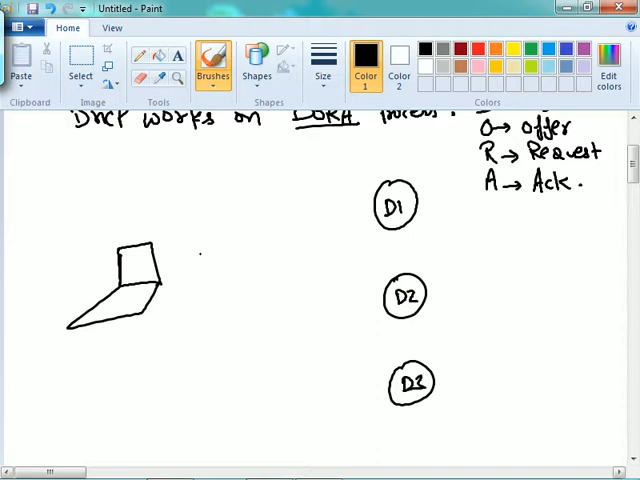 Untitled - Paint
Home View
Paste Select Brushes Shapes Size Color 1 Color 2 Edit colors
Clipboard Image Tools Shapes Colors
DHCP works on DORA
O→ Offer
R→ Request
A→ Ack.
D1
D2
D3